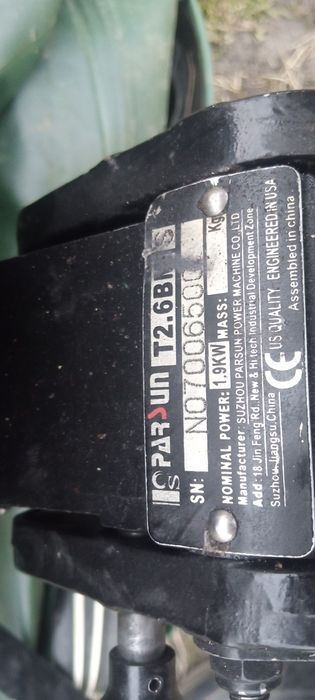 PARSUN T2.6BMS
SN: NO7006500
NOMINAL POWER: 1.9KW MASS: Kg
Manufacturer: SUZHOU PARSUN POWER MACHINE CO.,LTD
Add: 18 Jin Feng Rd.,New & Hi tech Industrial Development Zone
Suzhou,Jiangsu,China
CE US QUALITY ENGINEERED IN USA
Assembled in china